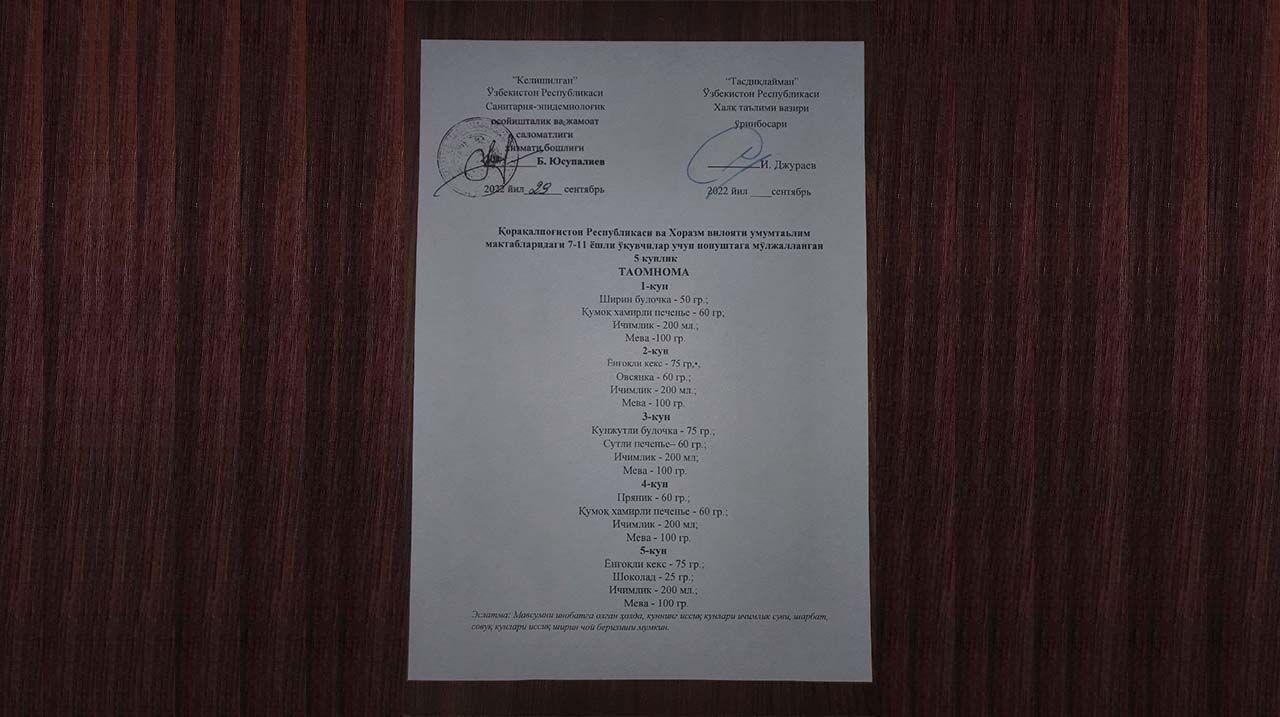 "Келишилган"
Ўзбекистон Республикаси
Санитария-эпидемиологик
осойишталик ва жамоат
саломатлиги
хизмати бошлиғи
Б. Юсупалиев
2022 йил 29 сентябрь
"Тасдиқлайман"
Ўзбекистон Республикаси
Халқ таълими вазири
ўринбосари
И. Джураев
2022 йил ____сентябрь
Қорақалпоғистон Республикаси ва Хоразм вилояти умумтаълим
мактабларидаги 7-11 ёшли ўқувчилар учун нонуштага мўлжалланган
5 кунлик
ТАОМНОМА
1-кун
Ширин булочка - 50 гр.;
Қумоқ хамирли печенье - 60 гр;
Ичимлик - 200 мл.;
Мева -100 гр.
2-кун
Ёнғоқли кекс - 75 гр;•,
Овсянка - 60 гр.;
Ичимлик - 200 мл.;
Мева - 100 гр.
3-кун
Кунжутли булочка - 75 гр.;
Сутли печенье– 60 гр.;
Ичимлик - 200 мл;
Мева - 100 гр.
4-кун
Пряник - 60 гр.;
Қумоқ хамирли печенье - 60 гр.;
Ичимлик - 200 мл;
Мева - 100 гр.
5-кун
Ёнғоқли кекс - 75 гр.;
Шоколад - 25 гр.;
Ичимлик - 200 мл.;
Мева - 100 гр.
Эслатма: Мавсумни инобатга олган ҳолда, куннинг иссиқ кунлари ичимлик суви, шарбат,
совуқ кунлари иссиқ ширин чой берилиши мумкин.